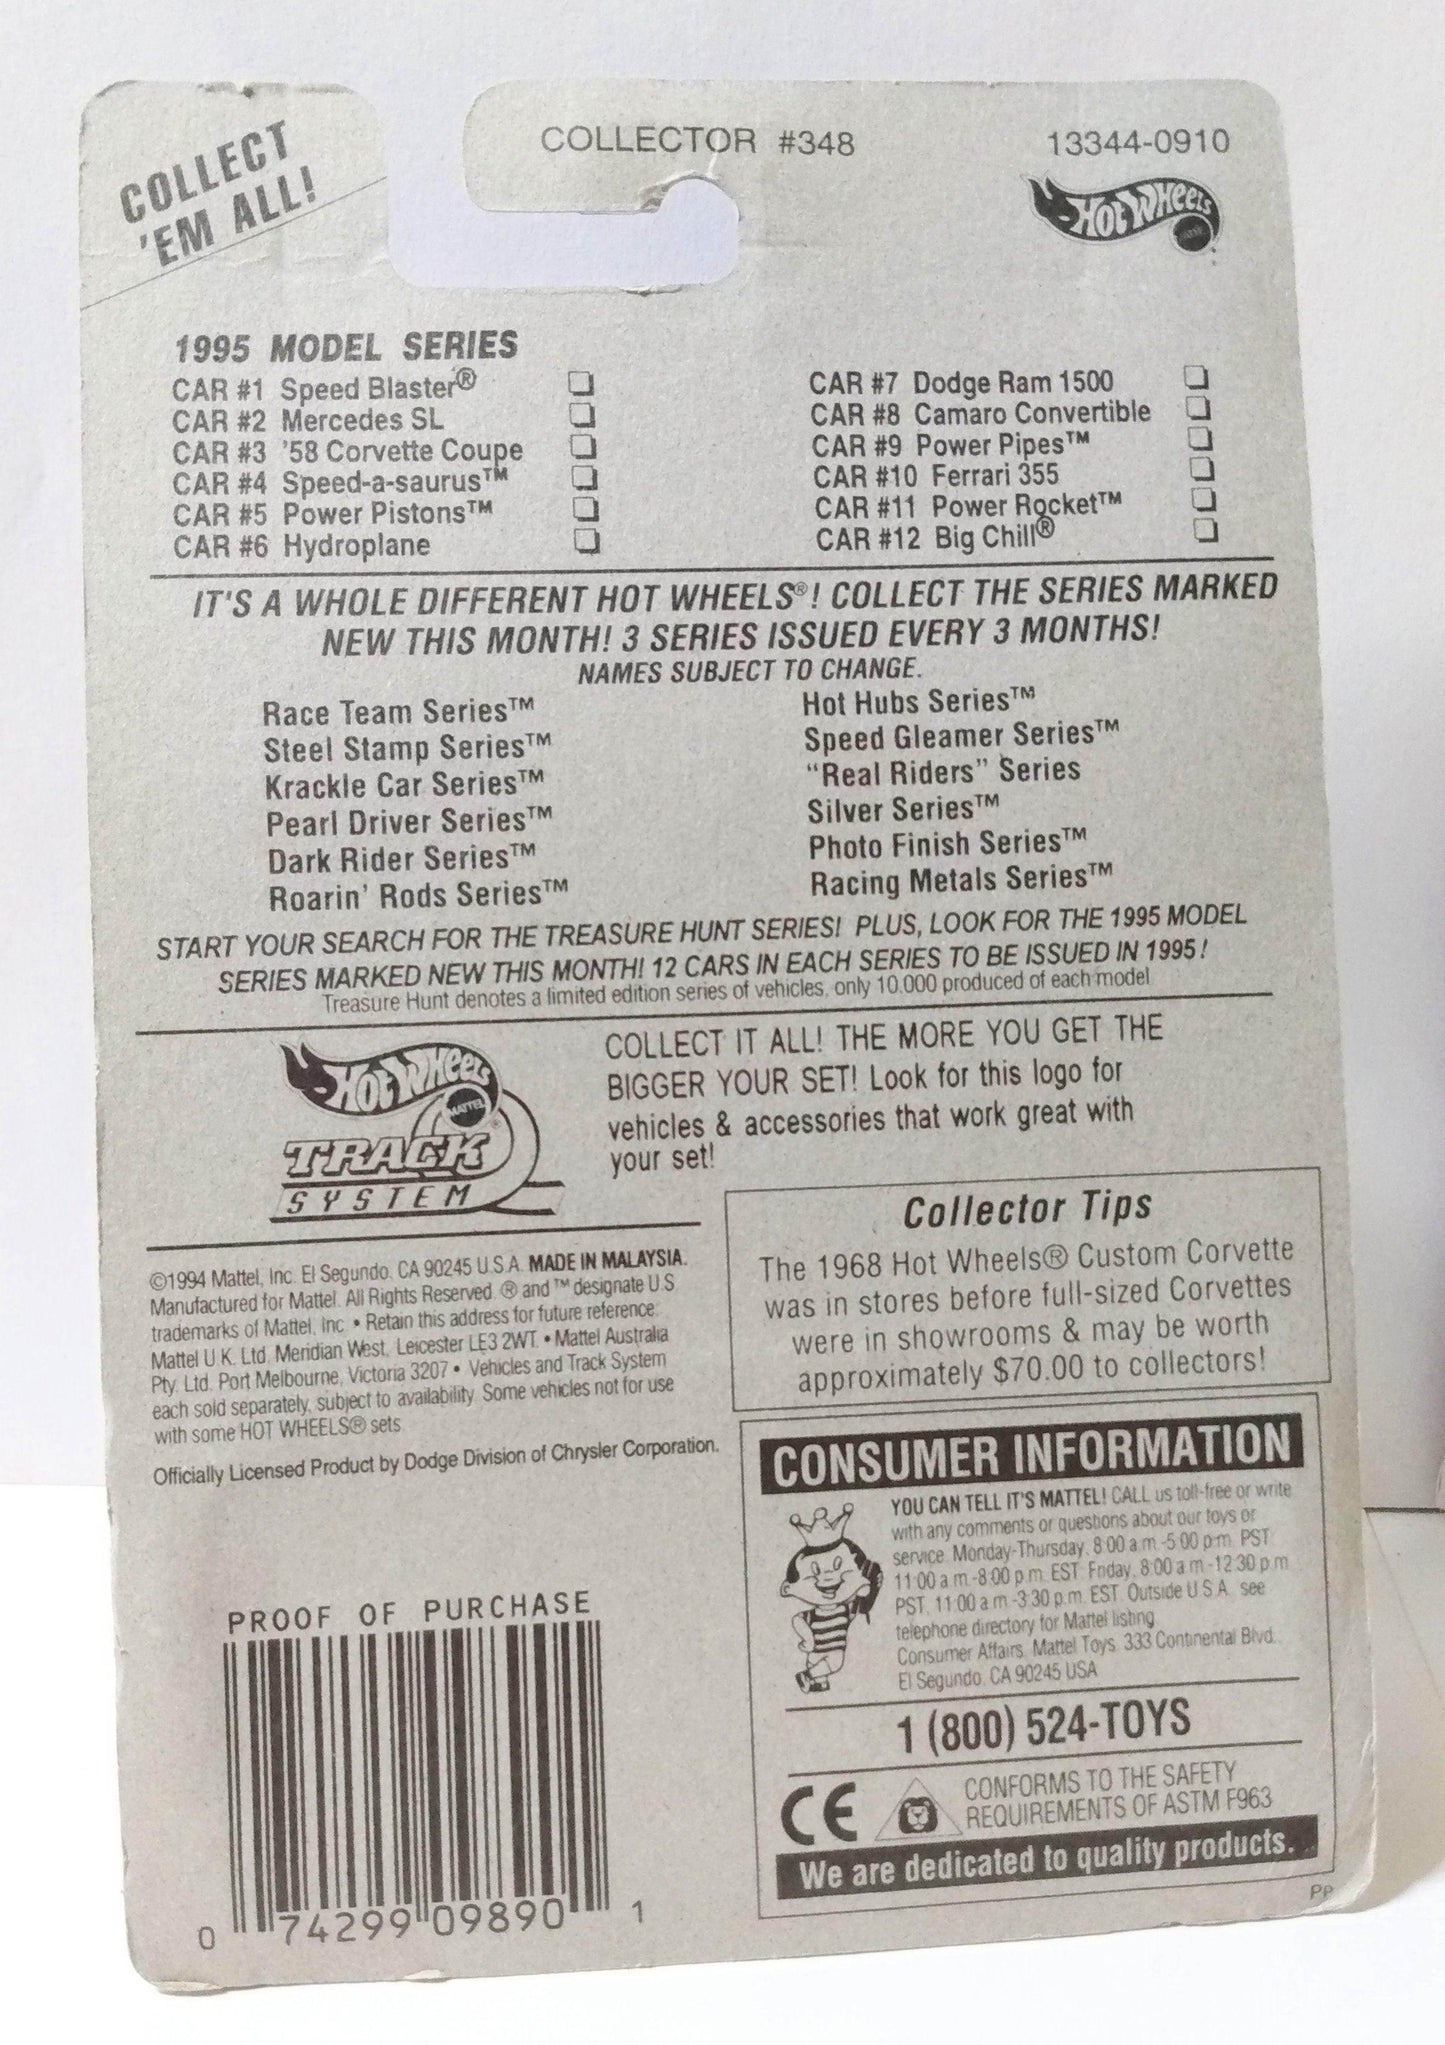 COLLECT
'EM ALL!
COLLECTOR #348
13344-0910
HOT WHEELS
1995 MODEL SERIES
CAR #1 Speed Blaster®
CAR #2 Mercedes SL
CAR #3 '58 Corvette Coupe
CAR #4 Speed-a-saurus™
CAR #5 Power Pistons™
CAR #6 Hydroplane
CAR #7 Dodge Ram 1500
CAR #8 Camaro Convertible
CAR #9 Power Pipes™
CAR #10 Ferrari 355
CAR #11 Power Rocket™
CAR #12 Big Chill®
IT'S A WHOLE DIFFERENT HOT WHEELS®! COLLECT THE SERIES MARKED
NEW THIS MONTH! 3 SERIES ISSUED EVERY 3 MONTHS!
NAMES SUBJECT TO CHANGE.
Race Team Series™
Steel Stamp Series™
Krackle Car Series™
Pearl Driver Series™
Dark Rider Series™
Roarin' Rods Series™
Hot Hubs Series™
Speed Gleamer Series™
"Real Riders" Series
Silver Series™
Photo Finish Series™
Racing Metals Series™
START YOUR SEARCH FOR THE TREASURE HUNT SERIES! PLUS, LOOK FOR THE 1995 MODEL
SERIES MARKED NEW THIS MONTH! 12 CARS IN EACH SERIES TO BE ISSUED IN 1995!
Treasure Hunt denotes a limited edition series of vehicles, only 10,000 produced of each model
HOT WHEELS
MATTEL
TRACK
SYSTEM
COLLECT IT ALL! THE MORE YOU GET THE
BIGGER YOUR SET! Look for this logo for
vehicles & accessories that work great with
your set!
©1994 Mattel, Inc. El Segundo, CA 90245 U.S.A. MADE IN MALAYSIA.
Manufactured for Mattel. All Rights Reserved. ® and ™ designate U.S.
trademarks of Mattel, Inc. • Retain this address for future reference:
Mattel U.K. Ltd, Meridian West, Leicester LE3 2WT. • Mattel Australia
Pty. Ltd. Port Melbourne, Victoria 3207 • Vehicles and Track System
each sold separately, subject to availability. Some vehicles not for use
with some HOT WHEELS® sets.
Officially Licensed Product by Dodge Division of Chrysler Corporation.
Collector Tips
The 1968 Hot Wheels® Custom Corvette
was in stores before full-sized Corvettes
were in showrooms & may be worth
approximately $70.00 to collectors!
CONSUMER INFORMATION
YOU CAN TELL IT'S MATTEL! CALL us toll-free or write
with any comments or questions about our toys or
service. Monday-Thursday, 8:00 a.m.-5:00 p.m. PST.
11:00 a.m.-8:00 p.m. EST. Friday, 8:00 a.m.-12:30 p.m.
PST, 11:00 a.m.-3:30 p.m. EST. Outside U.S.A., see
telephone directory for Mattel listing.
Consumer Affairs, Mattel Toys, 333 Continental Blvd.
El Segundo, CA 90245 USA
1 (800) 524-TOYS
CE
CONFORMS TO THE SAFETY
REQUIREMENTS OF ASTM F963
We are dedicated to quality products.
PP
PROOF OF PURCHASE
0 74299 09890 1